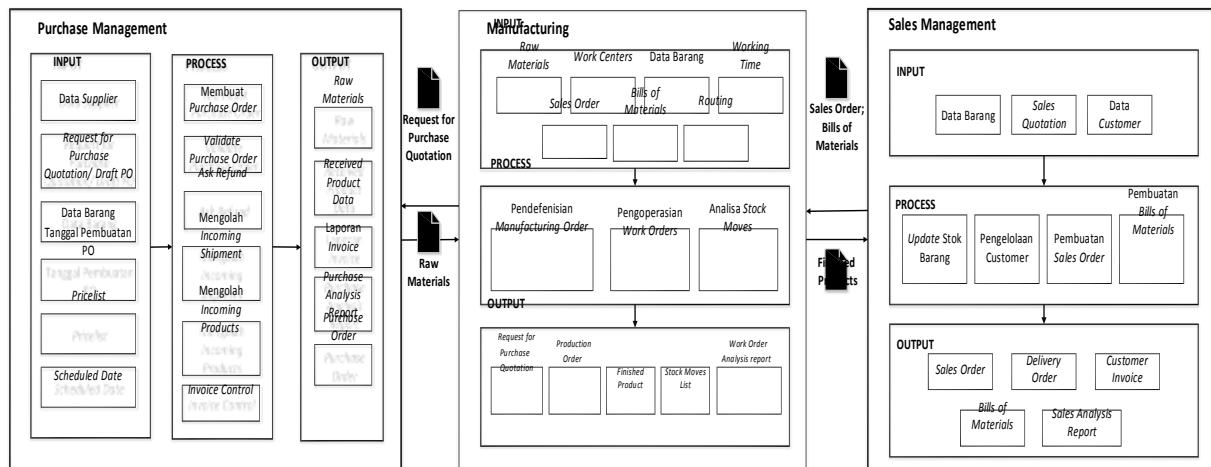 Purchase Management
INPUT
Data Supplier
Request for
Purchase
Quotation/ Draft PO
Data Barang
Tanggal Pembuatan
PO
Pricelist
Scheduled Date
PROCESS
Membuat
Purchase Order
Validate
Purchase Order
Ask Refund
Mengolah
Incoming
Shipment
Mengolah
Incoming
Products
Invoice Control
OUTPUT
Raw
Materials
Received
Product
Data
Laporan
Invoice
Purchase
Analysis
Report
Purchase
Order
Request for
Purchase
Quotation
Raw
Materials
Manufacturing
INPUT
Raw
Materials
Work Centers
Data Barang
Working
Time
Sales Order
Bills of
Materials
Routing
PROCESS
Pendefenisian
Manufacturing Order
Pengoperasian
Work Orders
Analisa Stock
Moves
OUTPUT
Request for
Purchase
Quotation
Production
Order
Finished
Product
Stock Moves
List
Work Order
Analysis report
Sales Order;
Bills of
Materials
Finished
Products
Sales Management
INPUT
Data Barang
Sales
Quotation
Data
Customer
PROCESS
Update Stok
Barang
Pengelolaan
Customer
Pembuatan
Sales Order
Pembuatan
Bills of
Materials
OUTPUT
Sales Order
Delivery
Order
Customer
Invoice
Bills of
Materials
Sales Analysis
Report